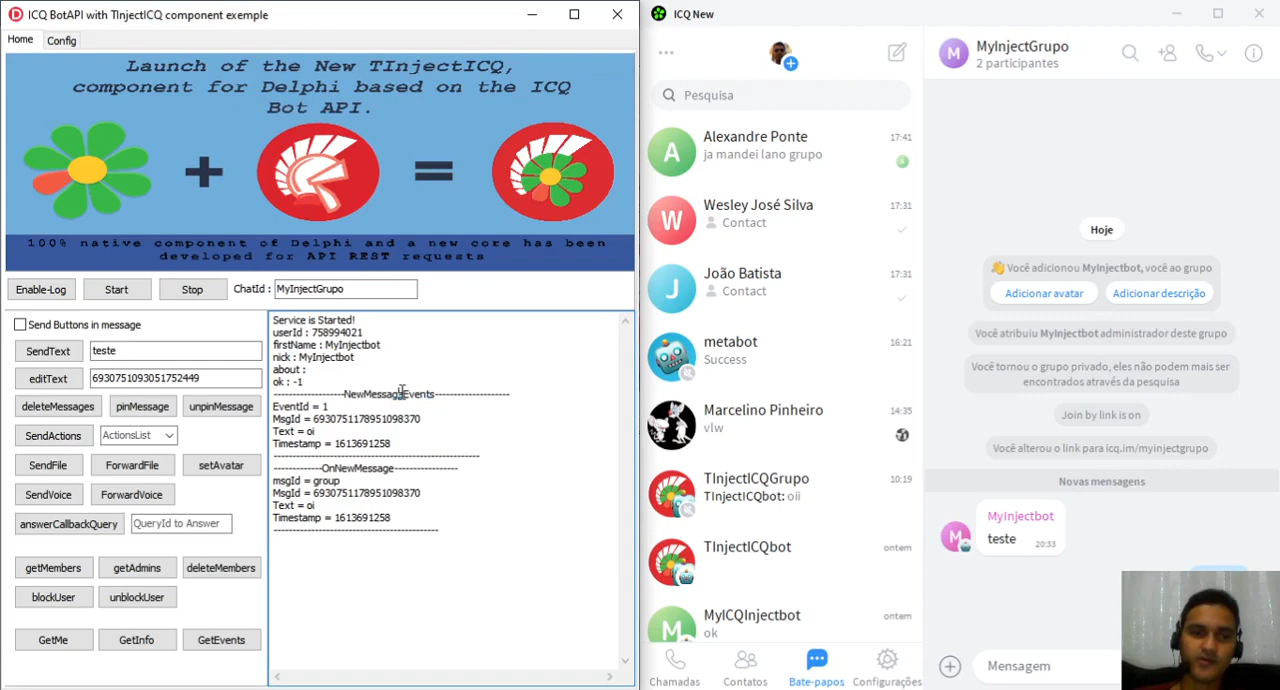 ICQ BotAPI with TInjectICQ component exemple
Home
Config
Launch of the New TInjectICQ,
component for Delphi based on the ICQ
Bot API.
100% native component of Delphi and a new core has been
developed for API REST requests
Enable-Log
Start
Stop
ChatId :
MyInjectGrupo
Send Buttons in message
SendText
teste
editText
6930751093051752449
deleteMessages
pinMessage
unpinMessage
SendActions
ActionsList
SendFile
ForwardFile
setAvatar
SendVoice
ForwardVoice
answerCallbackQuery
QueryId to Answer
getMembers
getAdmins
deleteMembers
blockUser
unblockUser
GetMe
GetInfo
GetEvents
Service is Started!
userId : 758994021
firstName : MyInjectbot
nick : MyInjectbot
about :
ok : -1
--------------------NewMessageEvents---------------------
EventId = 1
MsgId = 6930751178951098370
Text = oi
Timestamp = 1613691258
----------------------------------------------------------
--------------OnNewMessage------------------
msgId = group
MsgId = 6930751178951098370
Text = oi
Timestamp = 1613691258
----------------------------------------------
ICQ New
Pesquisa
A
Alexandre Ponte
17:41
ja mandei lano grupo
A
W
Wesley José Silva
17:31
Contact
J
João Batista
17:31
Contact
metabot
16:21
Success
Marcelino Pinheiro
14:35
vlw
TInjectICQGrupo
10:19
TInjectICQbot: oii
TInjectICQbot
ontem
M
MyICQInjectbot
ontem
ok
Chamadas
Contatos
Bate-papos
Configurações
M
MyInjectGrupo
2 participantes
Hoje
👋 Você adicionou MyInjectbot, você ao grupo
Adicionar avatar
Adicionar descrição
Você atribuiu MyInjectbot administrador deste grupo
Você tornou o grupo privado, eles não podem mais ser
encontrados através da pesquisa
Join by link is on
Você alterou o link para icq.im/myinjectgrupo
Novas mensagens
M
MyInjectbot
teste
20:33
Mensagem